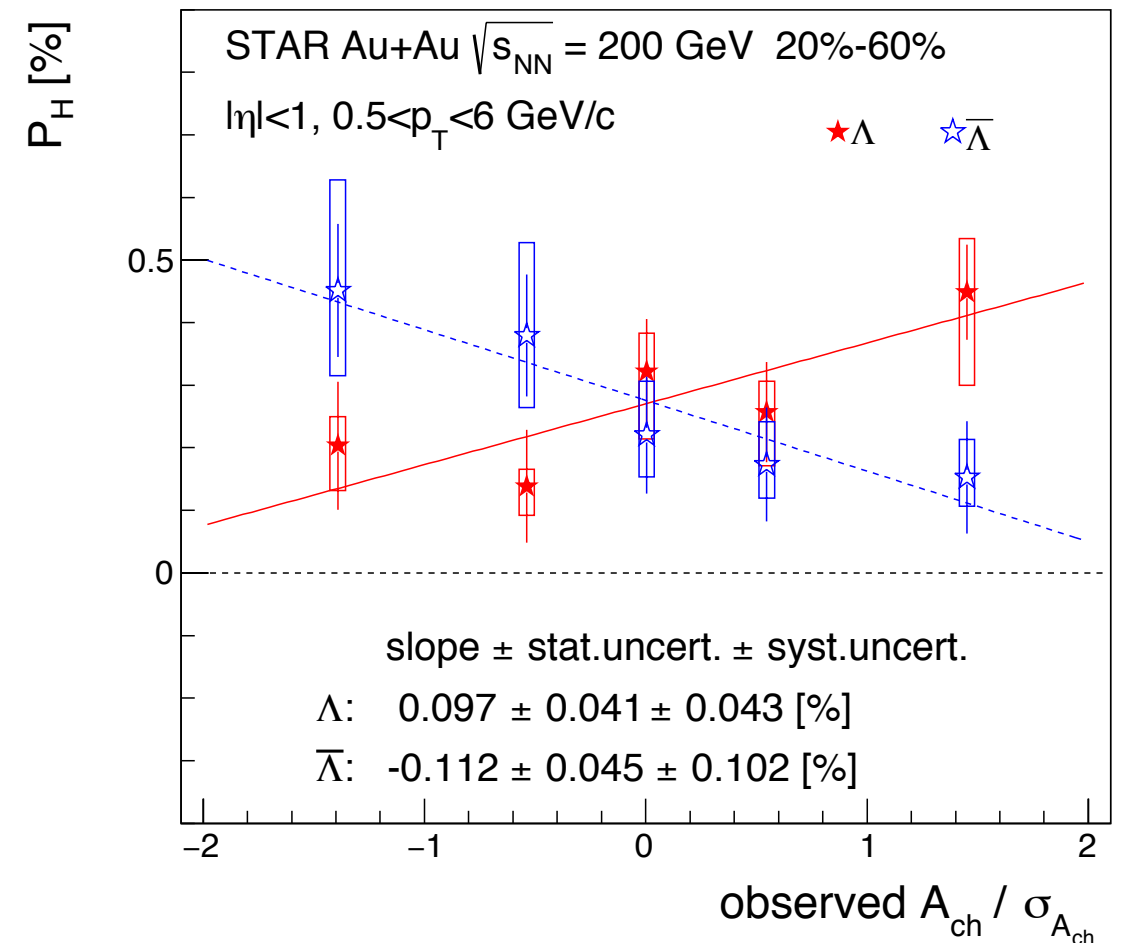 STAR Au+Au √s_NN = 200 GeV 20%-60%
|η|<1, 0.5<p_T<6 GeV/c
Λ
Λ̅
P_H [%]
0.5
0
slope ± stat.uncert. ± syst.uncert.
Λ: 0.097 ± 0.041 ± 0.043 [%]
Λ̅: -0.112 ± 0.045 ± 0.102 [%]
−2 −1 0 1 2
observed A_ch / σ_A_ch